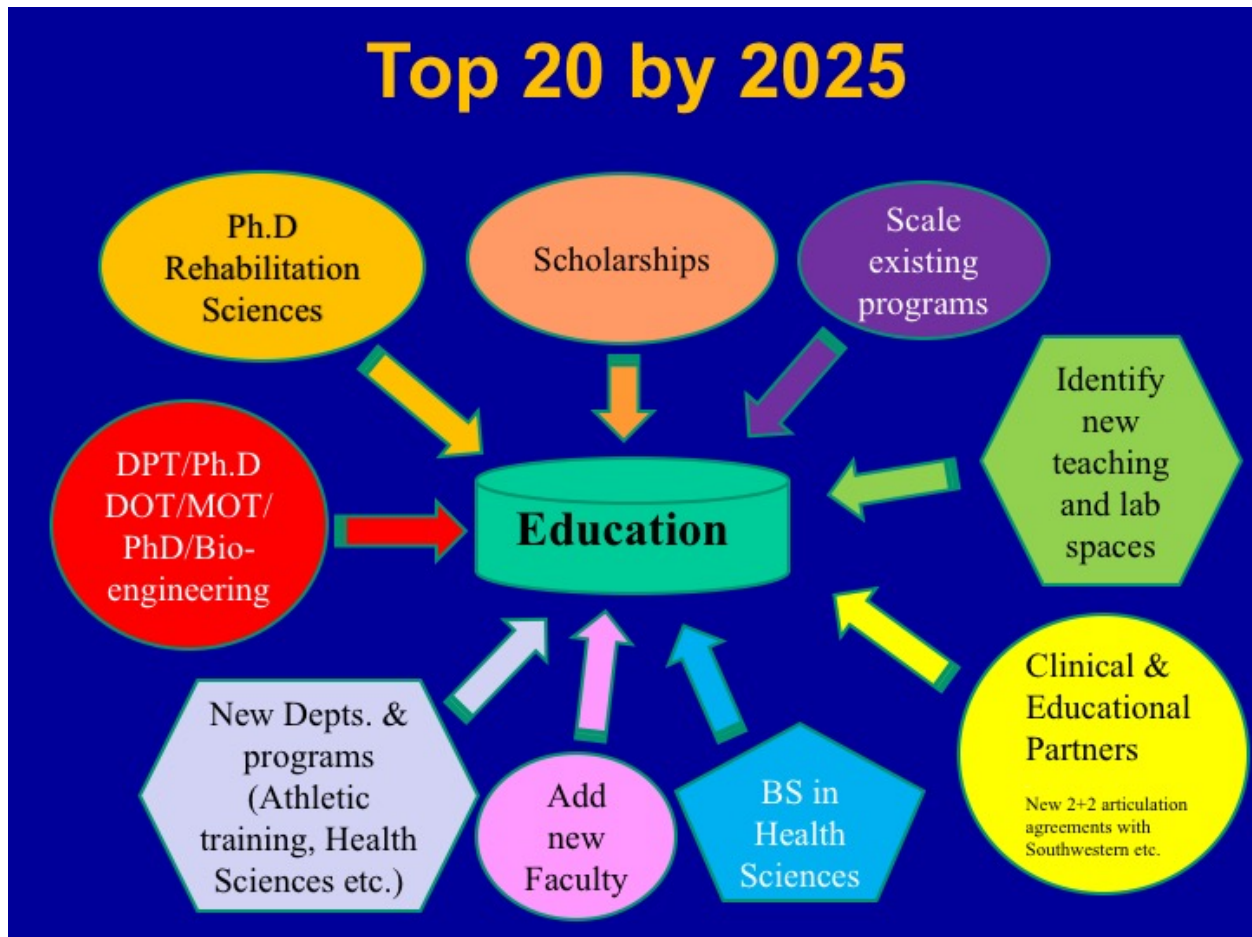 Top 20 by 2025
Ph.D
Rehabilitation
Sciences
Scholarships
Scale
existing
programs
Identify
new
teaching
and lab
spaces
DPT/Ph.D
DOT/MOT/
PhD/Bio-
engineering
Education
Clinical &
Educational
Partners
New 2+2 articulation
agreements with
Southwestern etc.
New Depts. &
programs
(Athletic
training, Health
Sciences etc.)
Add
new
Faculty
BS in
Health
Sciences